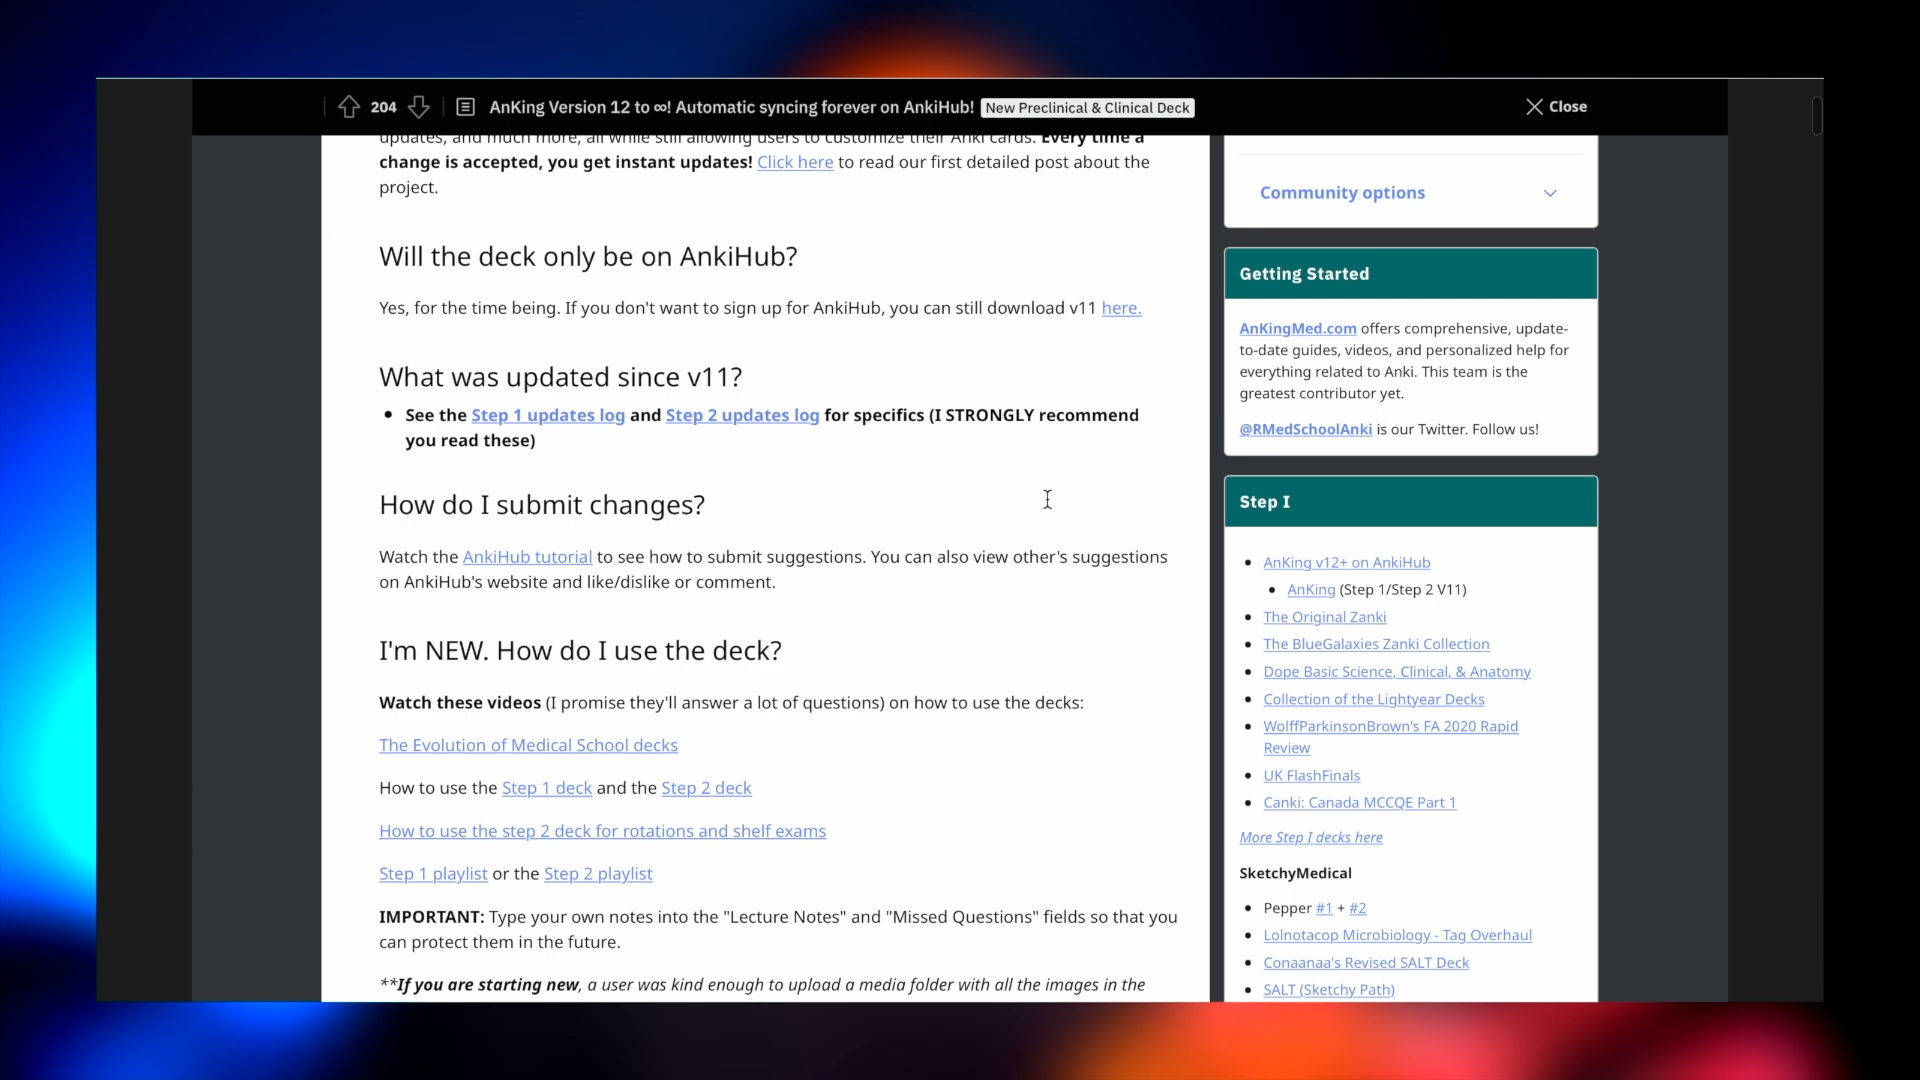 204
AnKing Version 12 to ∞! Automatic syncing forever on AnkiHub! New Preclinical & Clinical Deck
Close
updates, and much more, all while still allowing users to customize their Anki cards. Every time a
change is accepted, you get instant updates! Click here to read our first detailed post about the
project.
Will the deck only be on AnkiHub?
Yes, for the time being. If you don't want to sign up for AnkiHub, you can still download v11 here.
What was updated since v11?
• See the Step 1 updates log and Step 2 updates log for specifics (I STRONGLY recommend
you read these)
How do I submit changes?
Watch the AnkiHub tutorial to see how to submit suggestions. You can also view other's suggestions
on AnkiHub's website and like/dislike or comment.
I'm NEW. How do I use the deck?
Watch these videos (I promise they'll answer a lot of questions) on how to use the decks:
The Evolution of Medical School decks
How to use the Step 1 deck and the Step 2 deck
How to use the step 2 deck for rotations and shelf exams
Step 1 playlist or the Step 2 playlist
IMPORTANT: Type your own notes into the "Lecture Notes" and "Missed Questions" fields so that you
can protect them in the future.
**If you are starting new, a user was kind enough to upload a media folder with all the images in the
Community options
Getting Started
AnKingMed.com offers comprehensive, update-
to-date guides, videos, and personalized help for
everything related to Anki. This team is the
greatest contributor yet.
@RMedSchoolAnki is our Twitter. Follow us!
Step I
• AnKing v12+ on AnkiHub
• AnKing (Step 1/Step 2 V11)
• The Original Zanki
• The BlueGalaxies Zanki Collection
• Dope Basic Science, Clinical, & Anatomy
• Collection of the Lightyear Decks
• WolffParkinsonBrown's FA 2020 Rapid
Review
• UK FlashFinals
• Canki: Canada MCCQE Part 1
More Step I decks here
SketchyMedical
• Pepper #1 + #2
• Lolnotacop Microbiology - Tag Overhaul
• Conaanaa's Revised SALT Deck
• SALT (Sketchy Path)